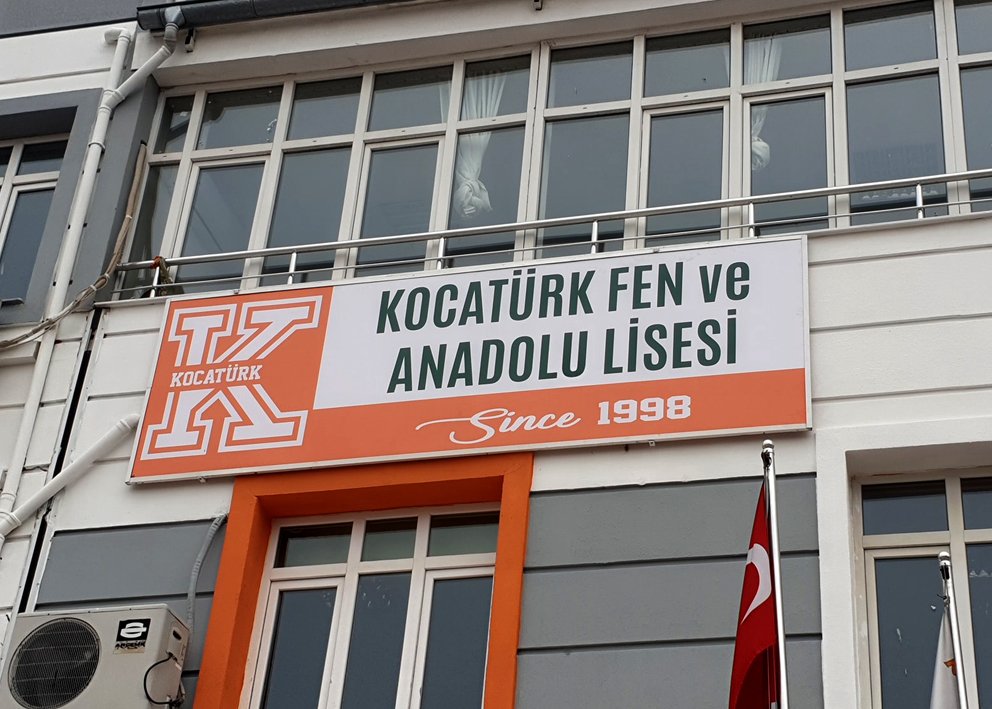 KOCATÜRK FEN ve
ANADOLU LİSESİ
KOCATÜRK
Since 1998